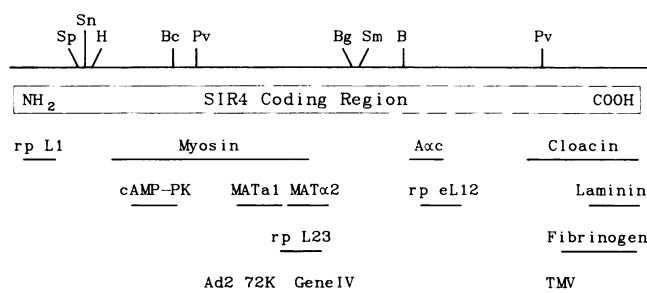 Sn
Sp H Bc Pv Bg Sm B Pv
NH2 SIR4 Coding Region COOH
rp L1 Myosin Aαc Cloacin
cAMP-PK MATa1 MATα2 rp eL12 Laminin
rp L23 Fibrinogen
Ad2 72K GeneIV TMV